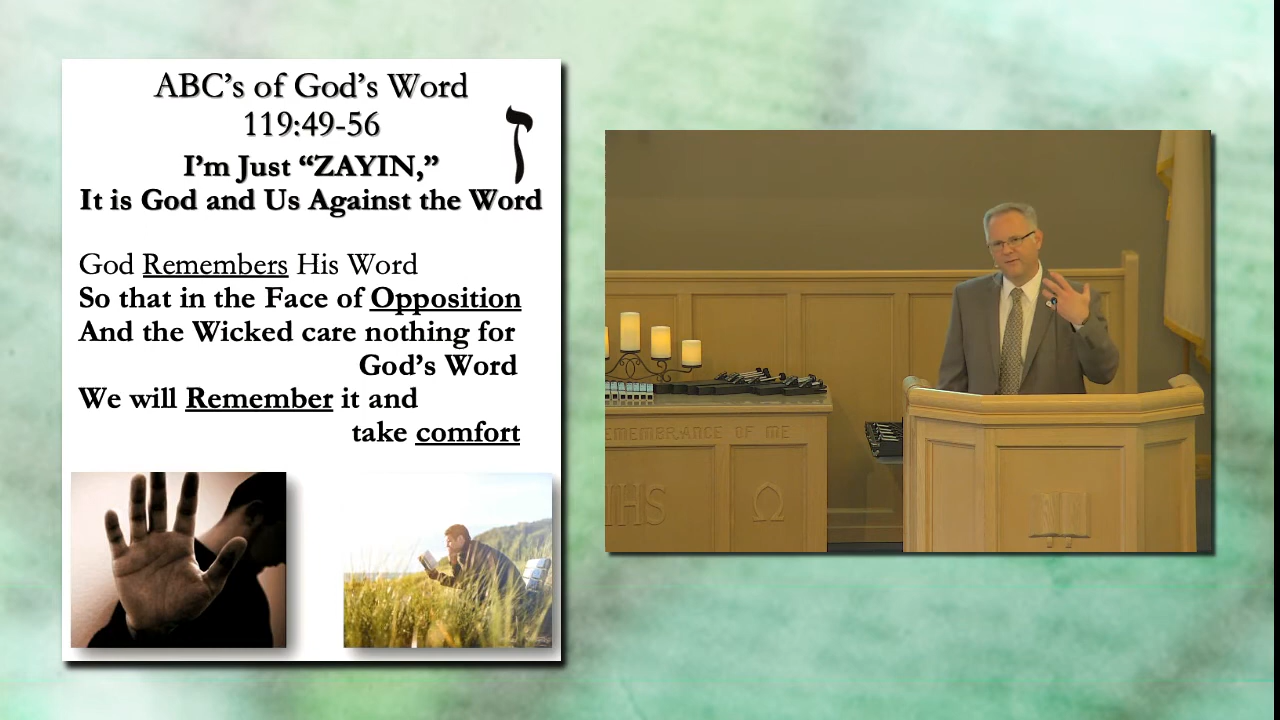 ABC’s of God’s Word
119:49-56
ז
I’m Just “ZAYIN,”
It is God and Us Against the Word
God Remembers His Word
So that in the Face of Opposition
And the Wicked care nothing for
God’s Word
We will Remember it and
take comfort
EMEMBRANCE OF ME
IHS
Ω